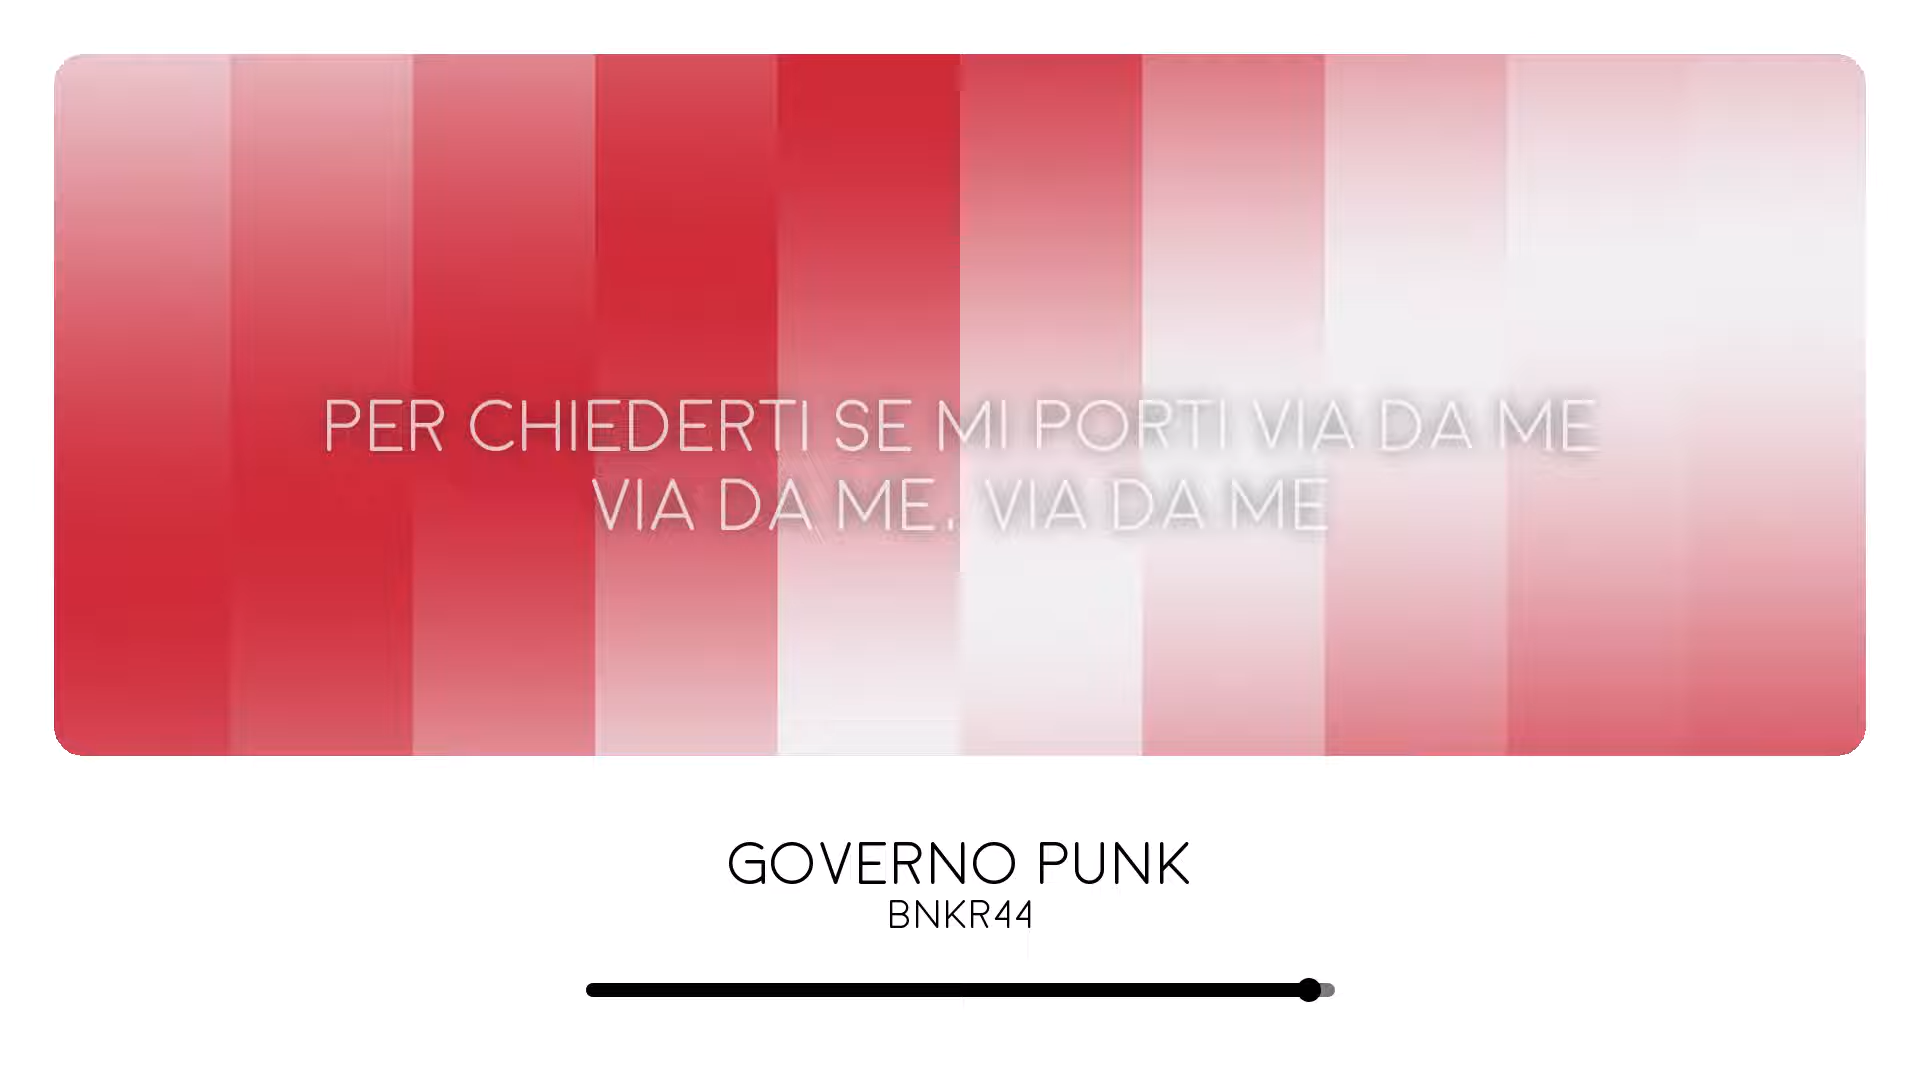 PER CHIEDERTI SE MI PORTI VIA DA ME
VIA DA ME, VIA DA ME
GOVERNO PUNK
BNKR44